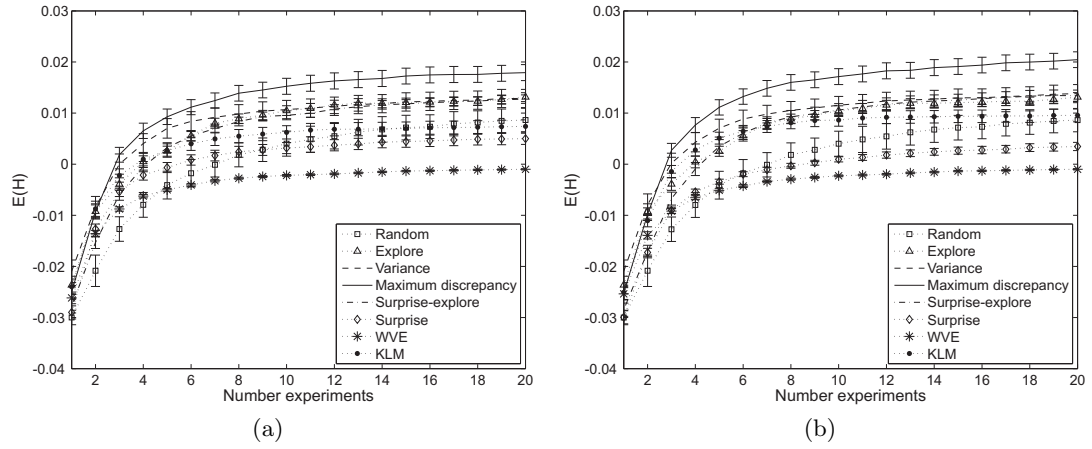 0.03
0.02
0.01
0
-0.01
-0.02
-0.03
-0.04
E(H)
2 4 6 8 10 12 14 16 18 20
Number experiments
Random
Explore
Variance
Maximum discrepancy
Surprise-explore
Surprise
WVE
KLM
(a)
0.03
0.02
0.01
0
-0.01
-0.02
-0.03
-0.04
E(H)
2 4 6 8 10 12 14 16 18 20
Number experiments
Random
Explore
Variance
Maximum discrepancy
Surprise-explore
Surprise
WVE
KLM
(b)